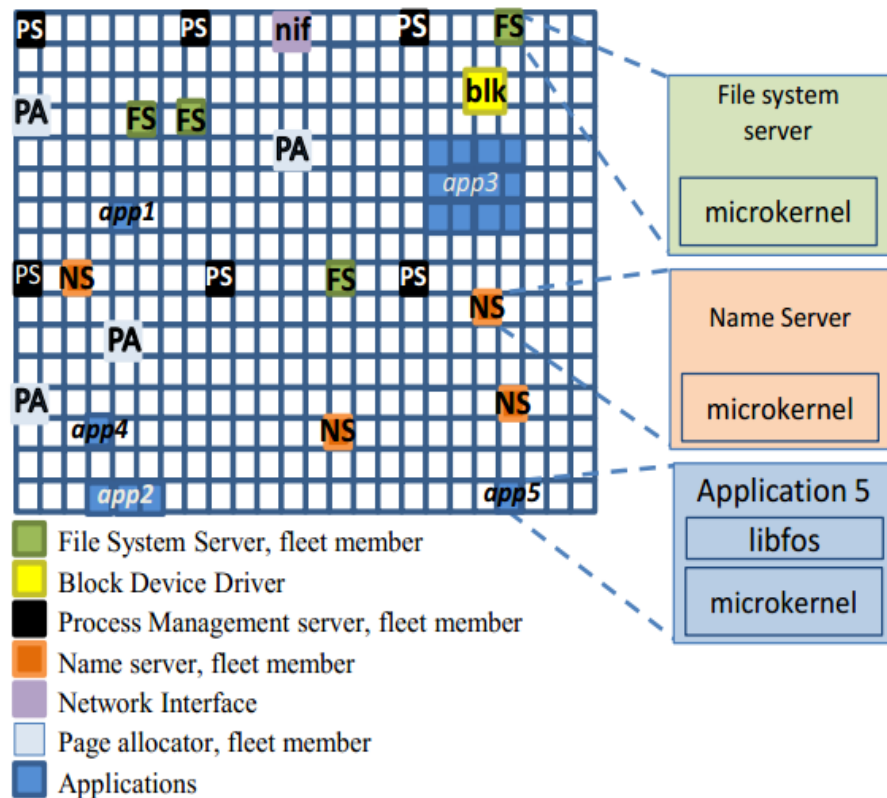 PS PS nif PS FS
blk
PA FS FS
PA
app3
app1
PS NS PS FS PS
NS
PA
PA NS
app4 NS
app2 app5
File system
server
microkernel
Name Server
microkernel
Application 5
libfos
microkernel
File System Server, fleet member
Block Device Driver
Process Management server, fleet member
Name server, fleet member
Network Interface
Page allocator, fleet member
Applications